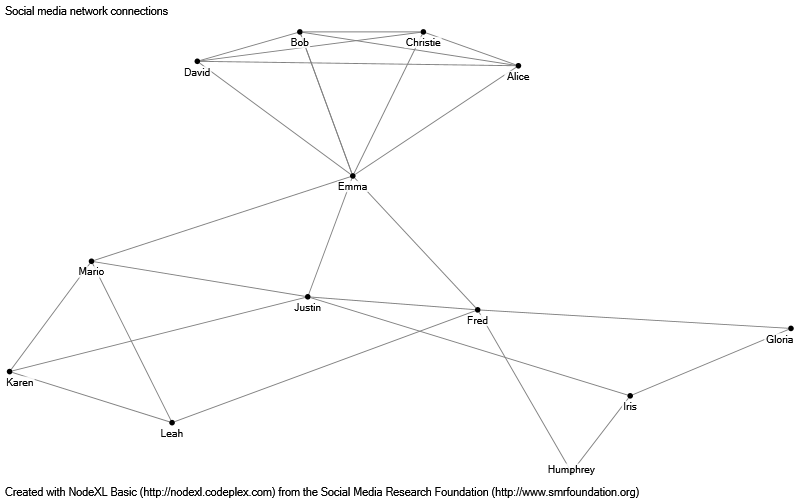 Social media network connections
Bob
Christie
David
Alice
Emma
Mario
Justin
Fred
Gloria
Karen
Iris
Leah
Humphrey
Created with NodeXL Basic (http://nodexl.codeplex.com) from the Social Media Research Foundation (http://www.smrfoundation.org)